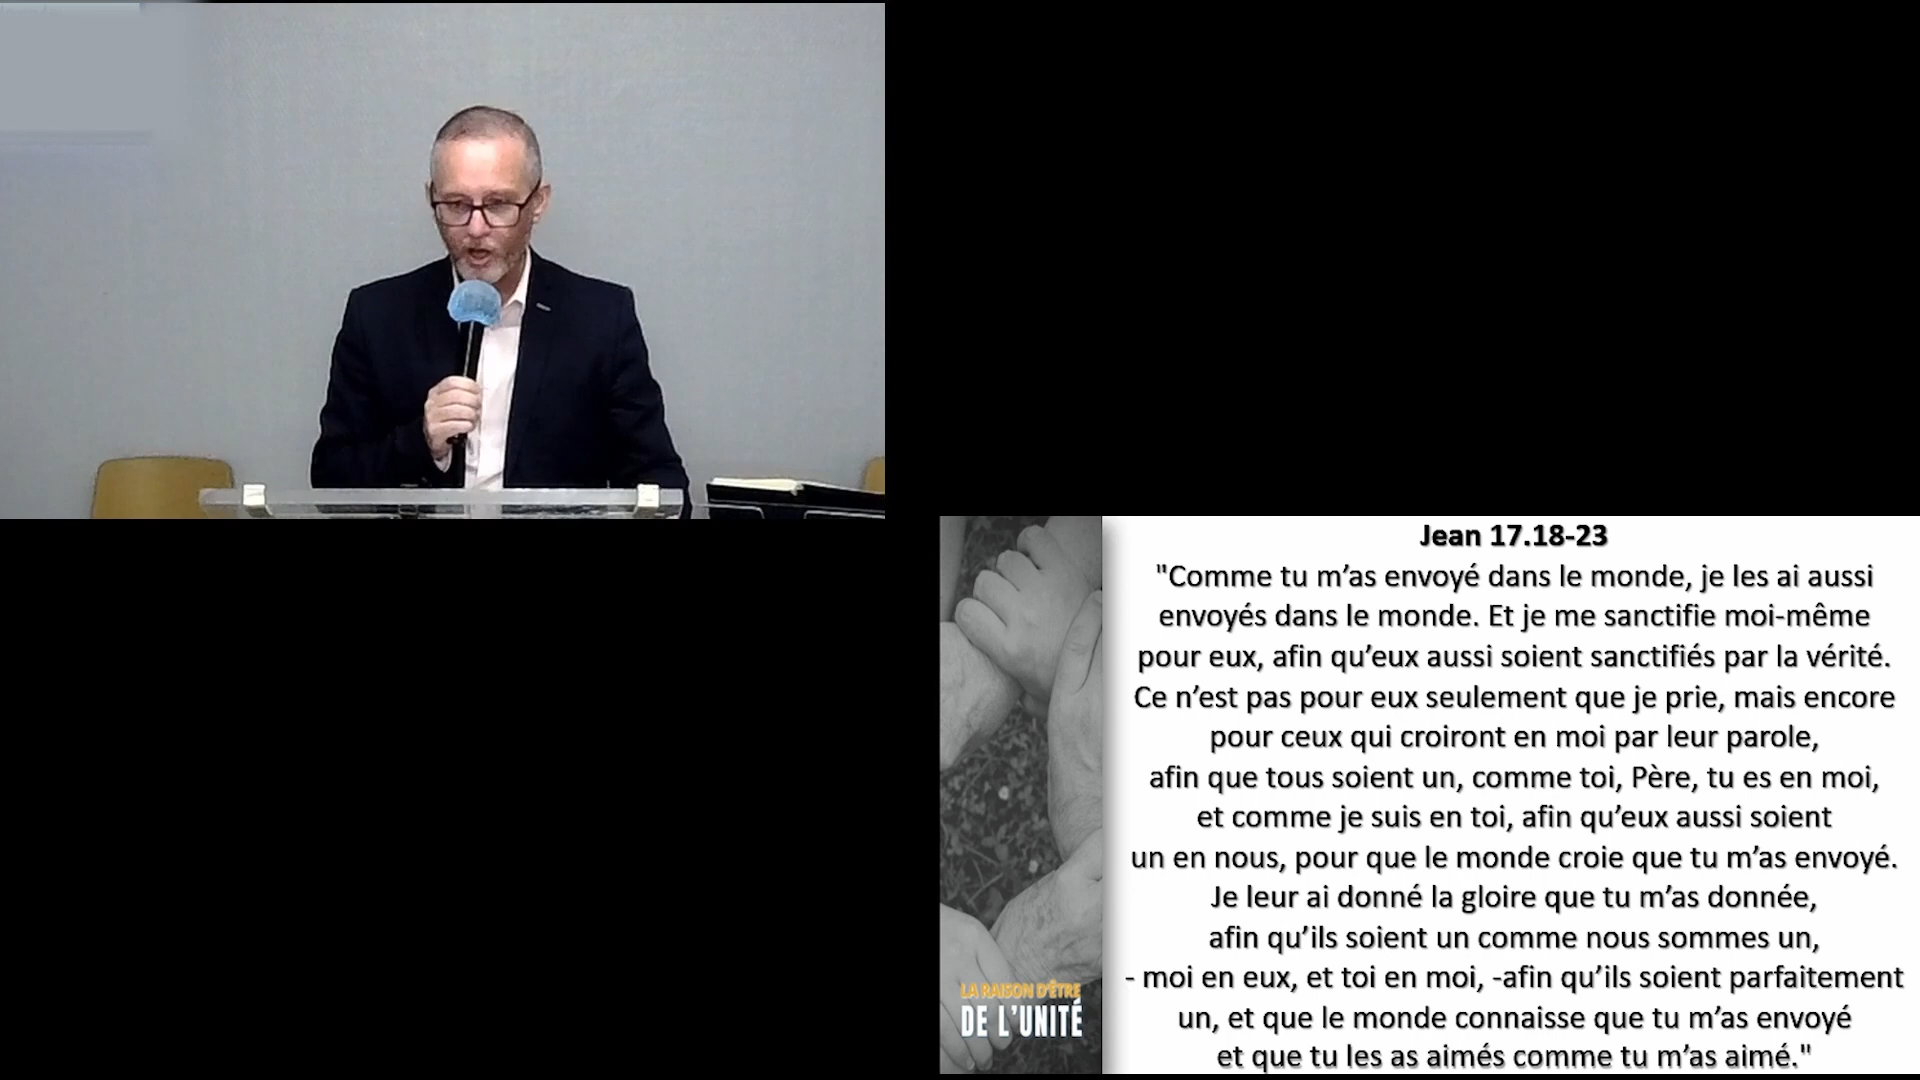 Jean 17.18-23
"Comme tu m’as envoyé dans le monde, je les ai aussi
envoyés dans le monde. Et je me sanctifie moi-même
pour eux, afin qu’eux aussi soient sanctifiés par la vérité.
Ce n’est pas pour eux seulement que je prie, mais encore
pour ceux qui croiront en moi par leur parole,
afin que tous soient un, comme toi, Père, tu es en moi,
et comme je suis en toi, afin qu’eux aussi soient
un en nous, pour que le monde croie que tu m’as envoyé.
Je leur ai donné la gloire que tu m’as donnée,
afin qu’ils soient un comme nous sommes un,
- moi en eux, et toi en moi, -afin qu’ils soient parfaitement
un, et que le monde connaisse que tu m’as envoyé
et que tu les as aimés comme tu m’as aimé."
LA RAISON D'ÊTRE
DE L'UNITÉ